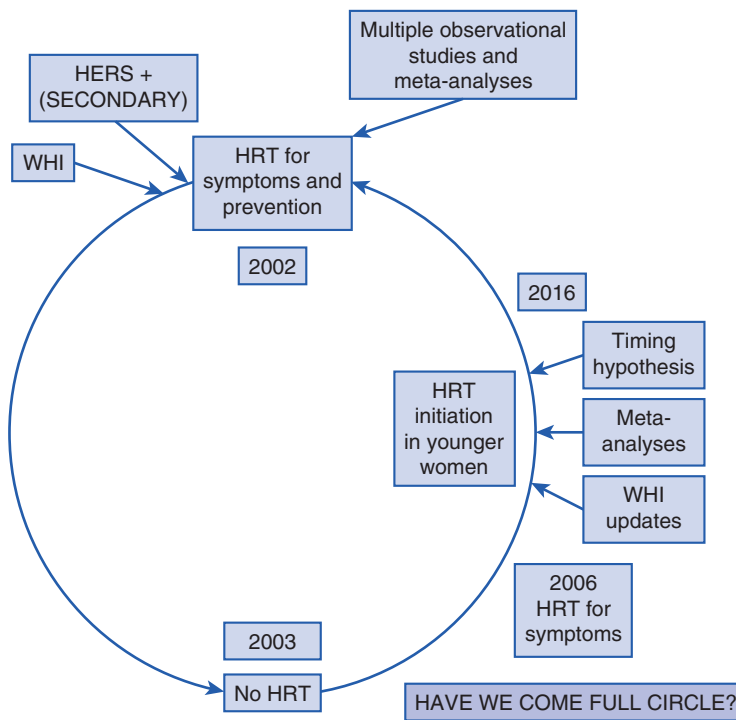 Multiple observational
studies and
meta-analyses
HERS +
(SECONDARY)
WHI
HRT for
symptoms and
prevention
2002
2016
Timing
hypothesis
HRT
initiation
in younger
women
Meta-
analyses
WHI
updates
2006
HRT for
symptoms
2003
No HRT
HAVE WE COME FULL CIRCLE?